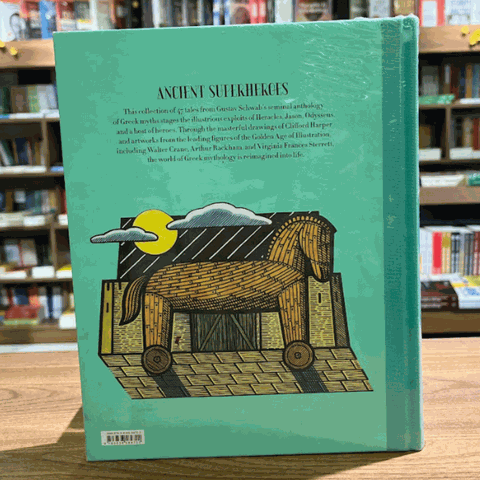 ANCIENT SUPERHEROES
This collection of 47 tales from Gustav Schwab's seminal anthology
of Greek myths stages the illustrious exploits of Heracles, Jason, Odysseus,
and a host of heroes. Through the masterful drawings of Clifford Harper
and artworks from the leading figures of the Golden Age of Illustration,
including Walter Crane, Arthur Rackham, and Virginia Frances Sterrett,
the world of Greek mythology is reimagined into life.